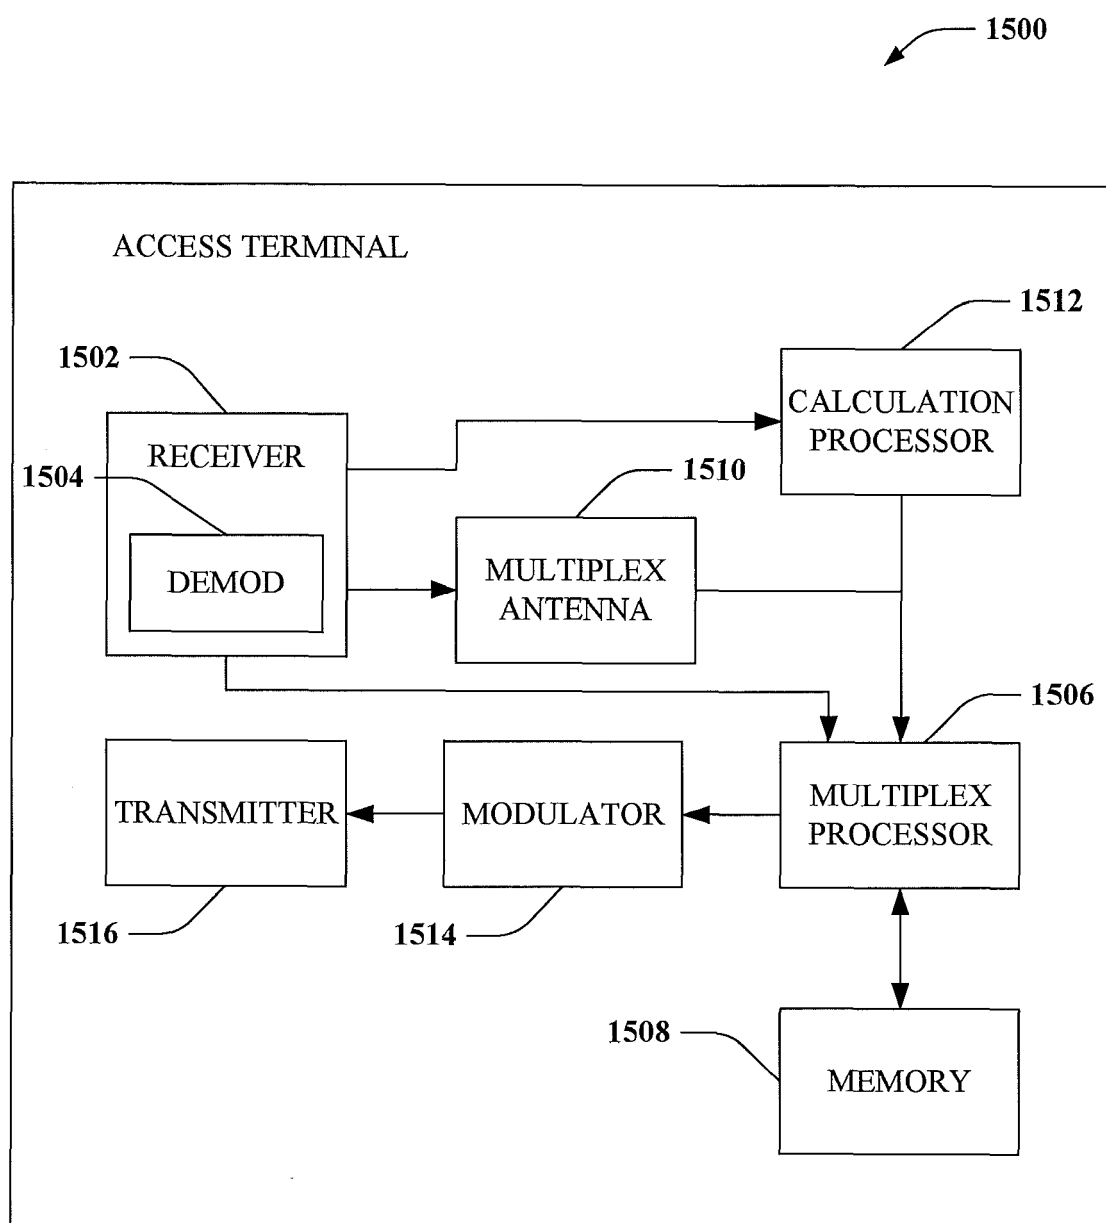 1500
ACCESS TERMINAL
1512
1502
CALCULATION
PROCESSOR
RECEIVER
1504
1510
DEMOD
MULTIPLEX
ANTENNA
1506
TRANSMITTER
MODULATOR
MULTIPLEX
PROCESSOR
1516
1514
1508
MEMORY